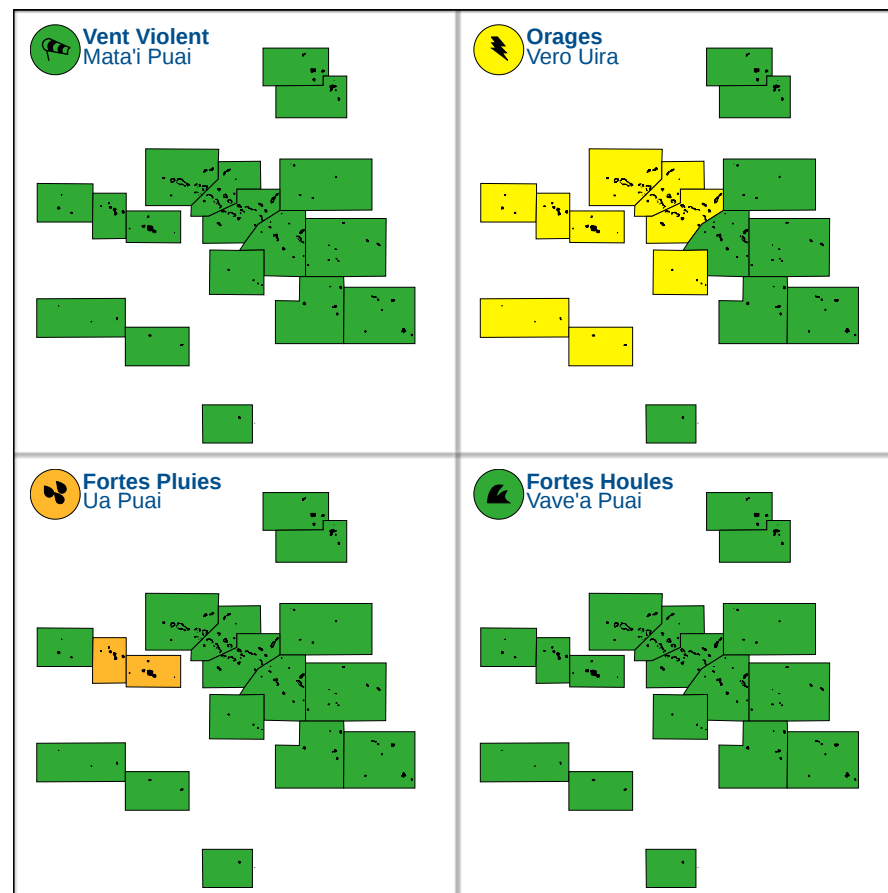 Vent Violent
Mata'i Puai
Orages
Vero Uira
Fortes Pluies
Ua Puai
Fortes Houles
Vave'a Puai